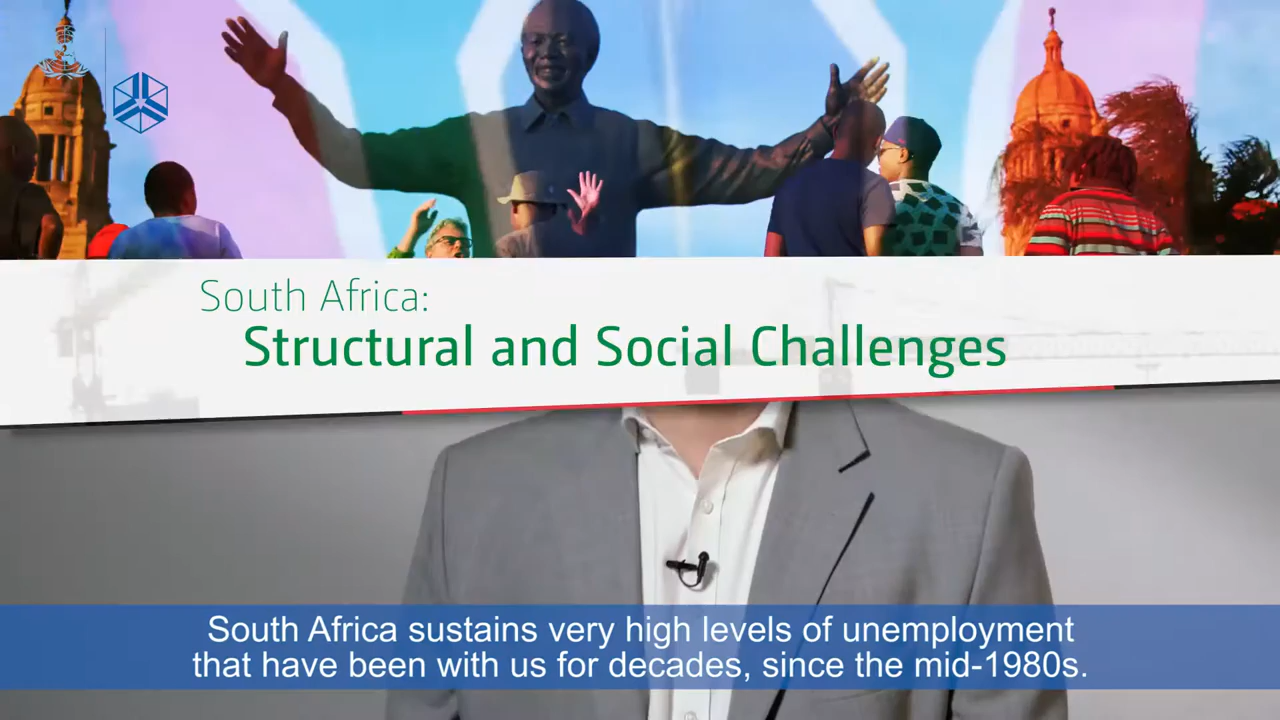 South Africa:
Structural and Social Challenges
South Africa sustains very high levels of unemployment
that have been with us for decades, since the mid-1980s.